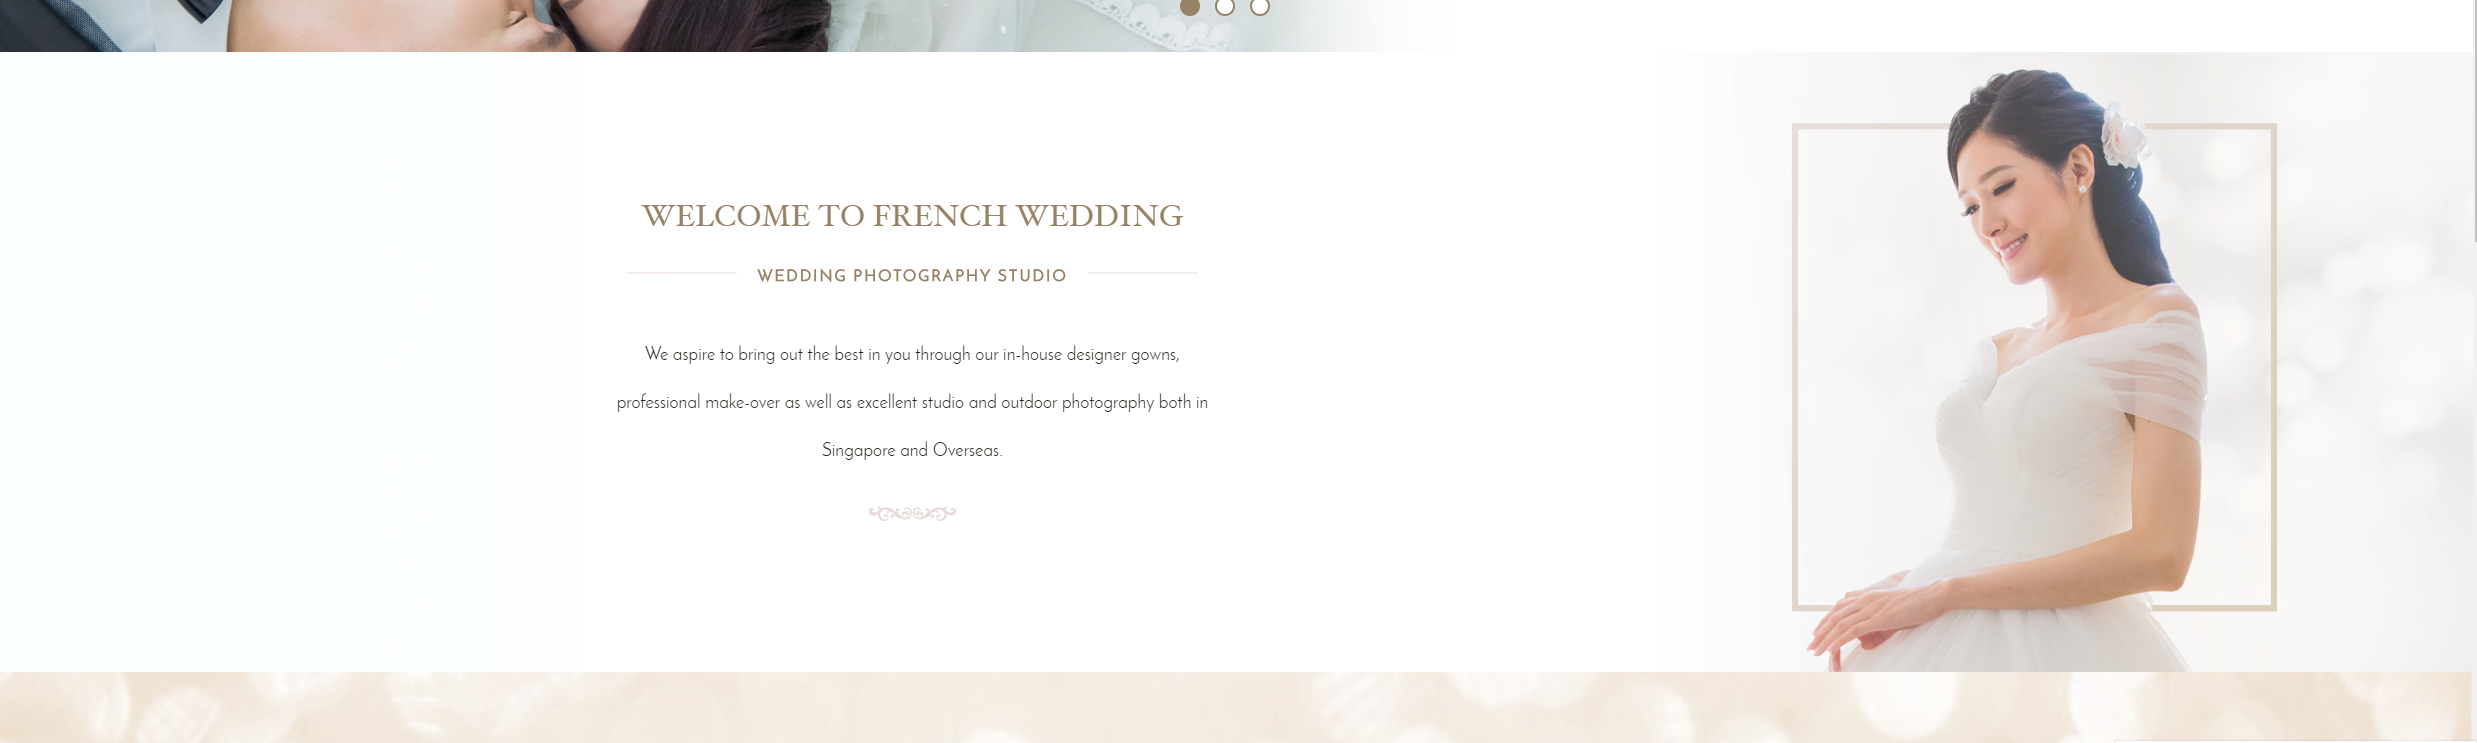 WELCOME TO FRENCH WEDDING
WEDDING PHOTOGRAPHY STUDIO
We aspire to bring out the best in you through our in-house designer gowns,
professional make-over as well as excellent studio and outdoor photography both in
Singapore and Overseas.